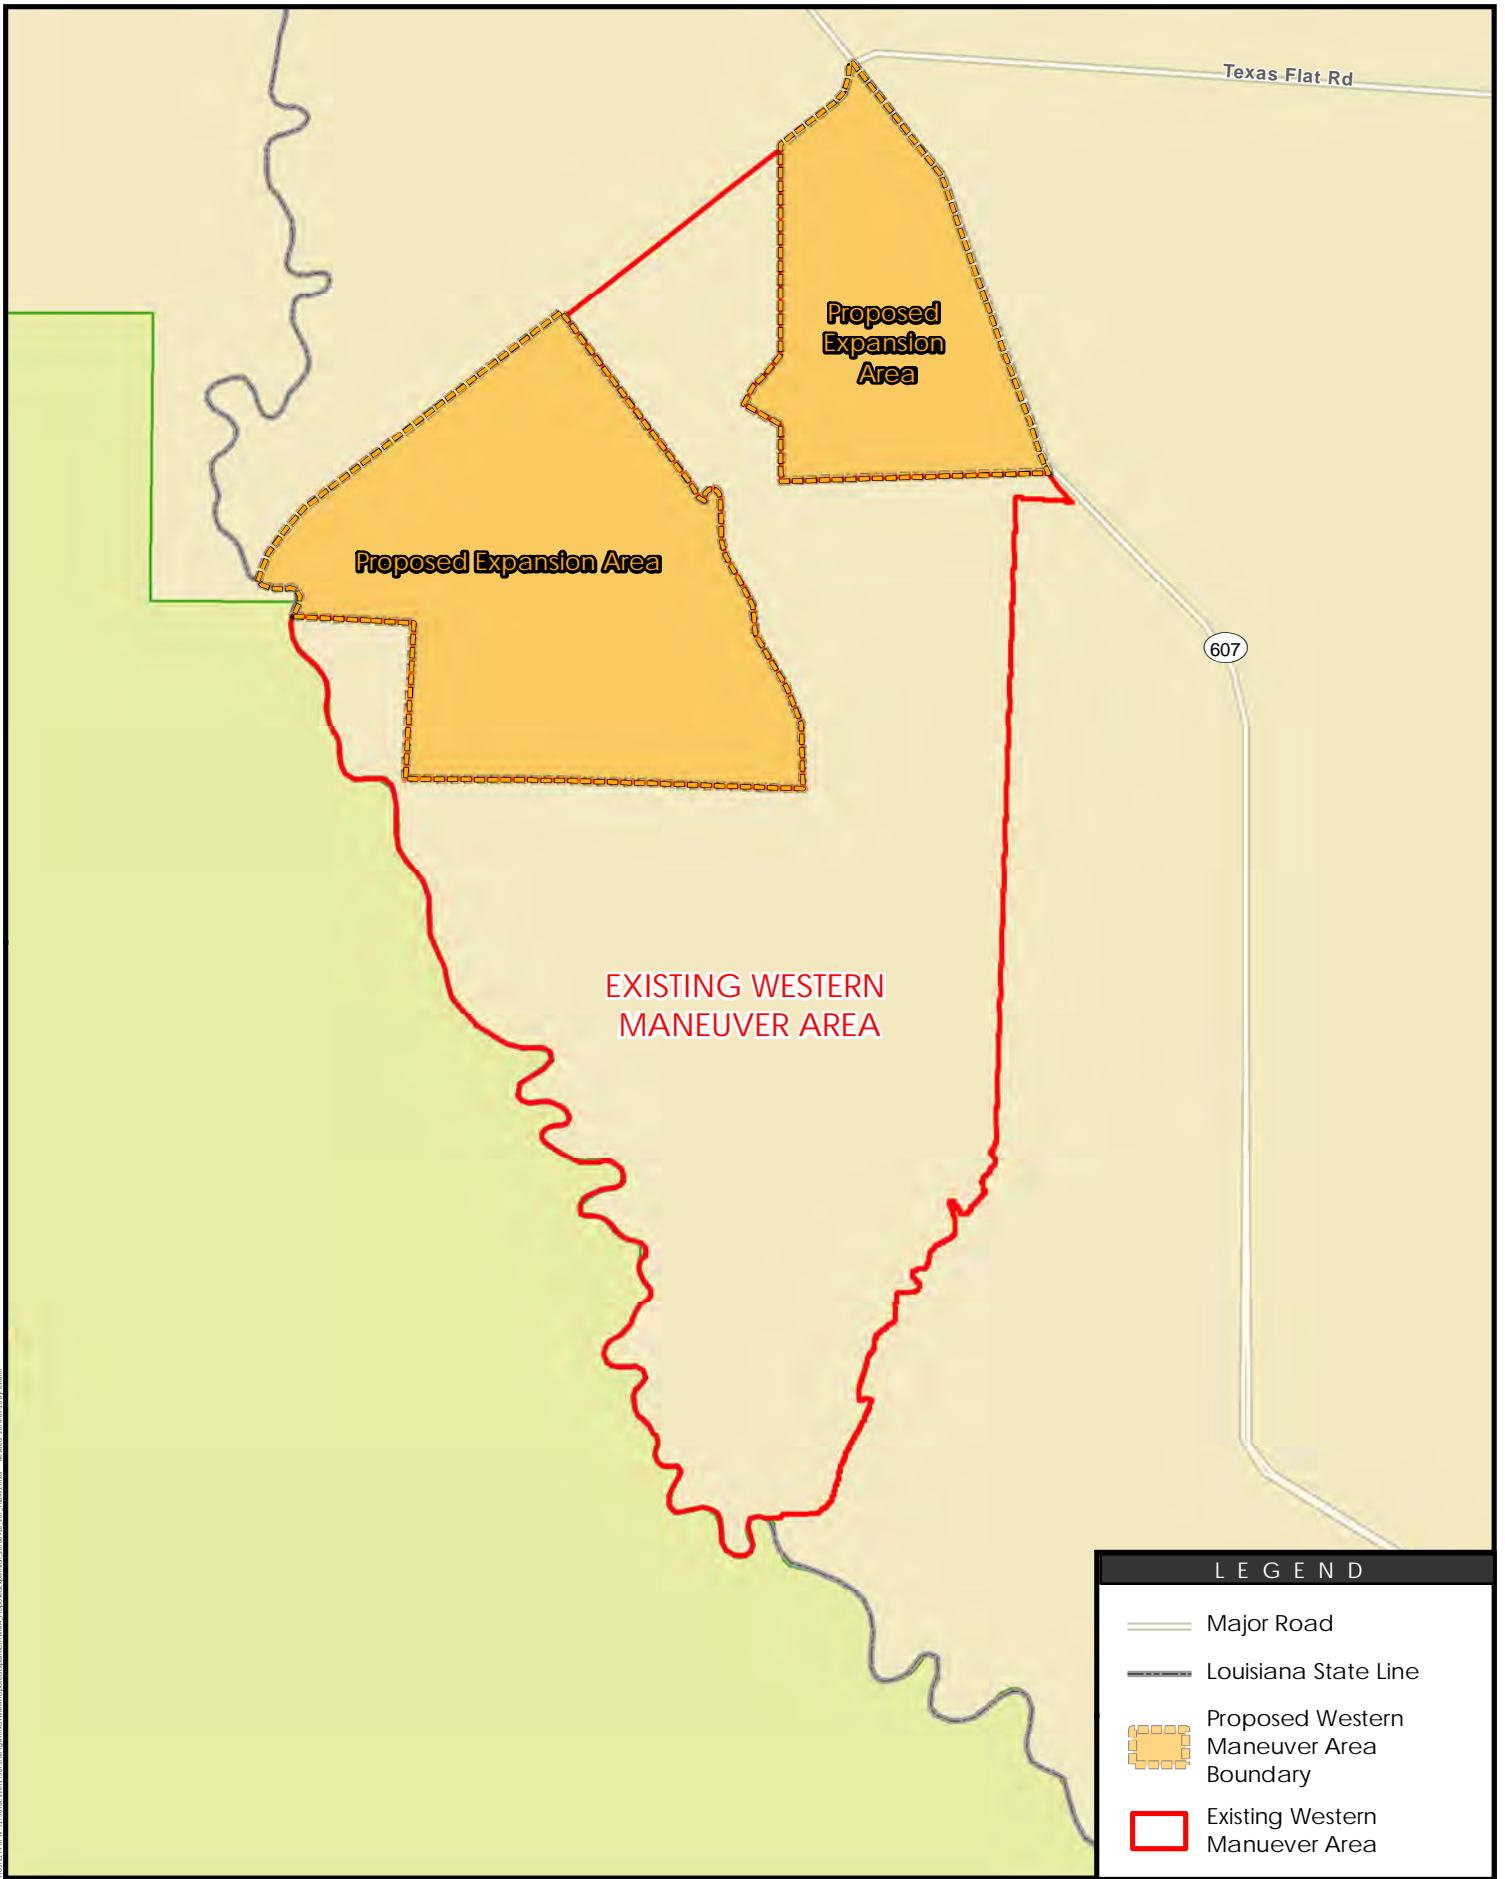 Texas Flat Rd
Proposed
Expansion
Area
Proposed Expansion Area
607
EXISTING WESTERN
MANEUVER AREA
LEGEND
Major Road
Louisiana State Line
Proposed Western
Maneuver Area
Boundary
Existing Western
Manuever Area